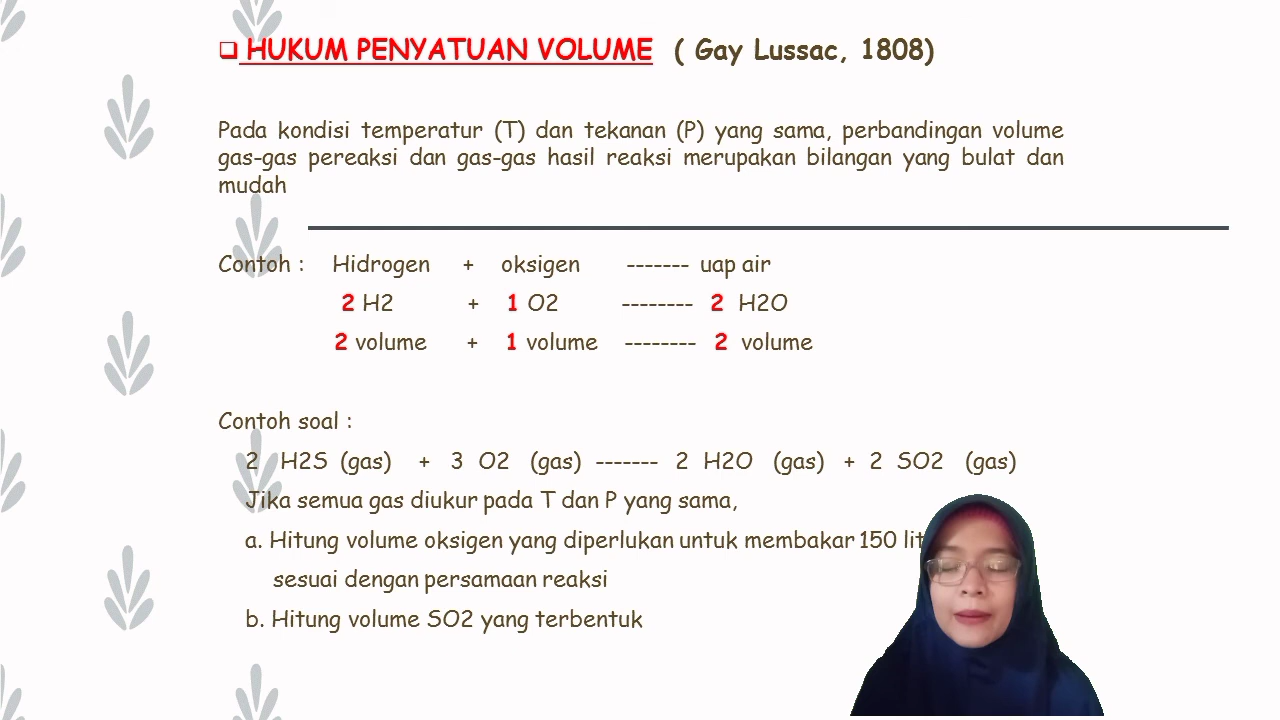 HUKUM PENYATUAN VOLUME ( Gay Lussac, 1808)
Pada kondisi temperatur (T) dan tekanan (P) yang sama, perbandingan volume
gas-gas pereaksi dan gas-gas hasil reaksi merupakan bilangan yang bulat dan
mudah
Contoh : Hidrogen + oksigen ------- uap air
2 H2 + 1 O2 -------- 2 H2O
2 volume + 1 volume -------- 2 volume
Contoh soal :
2 H2S (gas) + 3 O2 (gas) ------- 2 H2O (gas) + 2 SO2 (gas)
Jika semua gas diukur pada T dan P yang sama,
a. Hitung volume oksigen yang diperlukan untuk membakar 150
sesuai dengan persamaan reaksi
b. Hitung volume SO2 yang terbentuk